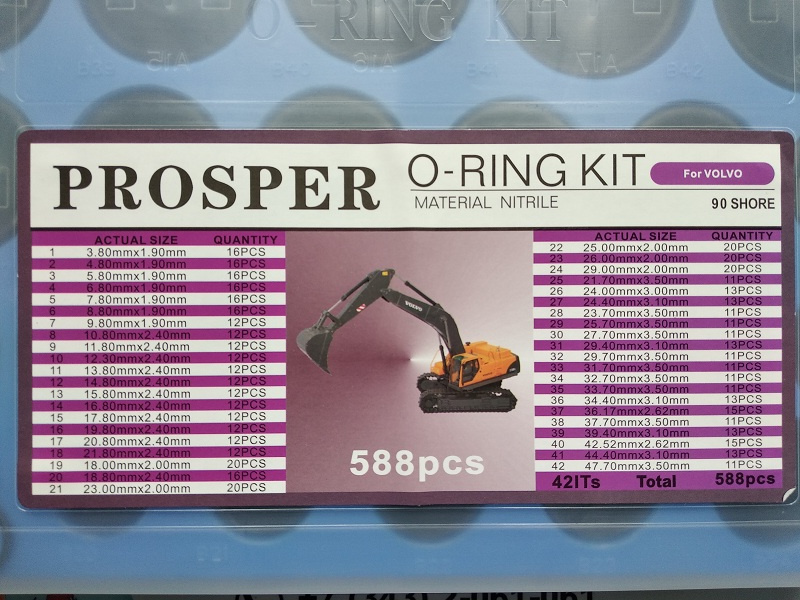 O-RING KIT
B39
A15
B40
A16
B41
A17
B42
PROSPER
O-RING KIT
For VOLVO
MATERIAL NITRILE
90 SHORE
ACTUAL SIZE QUANTITY
1 3.80mmx1.90mm 16PCS
2 4.80mmx1.90mm 16PCS
3 5.80mmx1.90mm 16PCS
4 6.80mmx1.90mm 16PCS
5 7.80mmx1.90mm 16PCS
6 8.80mmx1.90mm 16PCS
7 9.80mmx1.90mm 12PCS
8 10.80mmx2.40mm 12PCS
9 11.80mmx2.40mm 12PCS
10 12.30mmx2.40mm 12PCS
11 13.80mmx2.40mm 12PCS
12 14.80mmx2.40mm 12PCS
13 15.80mmx2.40mm 12PCS
14 16.80mmx2.40mm 12PCS
15 17.80mmx2.40mm 12PCS
16 19.80mmx2.40mm 12PCS
17 20.80mmx2.40mm 12PCS
18 21.80mmx2.40mm 12PCS
19 18.00mmx2.00mm 20PCS
20 18.80mmx2.40mm 16PCS
21 23.00mmx2.00mm 20PCS
VOLVO
588pcs
ACTUAL SIZE QUANTITY
22 25.00mmx2.00mm 20PCS
23 26.00mmx2.00mm 20PCS
24 29.00mmx2.00mm 20PCS
25 21.70mmx3.50mm 11PCS
26 24.00mmx3.00mm 13PCS
27 24.40mmx3.10mm 13PCS
28 23.70mmx3.50mm 11PCS
29 25.70mmx3.50mm 11PCS
30 27.70mmx3.50mm 11PCS
31 29.40mmx3.10mm 13PCS
32 29.70mmx3.50mm 11PCS
33 31.70mmx3.50mm 11PCS
34 32.70mmx3.50mm 11PCS
35 33.70mmx3.50mm 11PCS
36 34.40mmx3.10mm 13PCS
37 36.17mmx2.62mm 15PCS
38 37.70mmx3.50mm 11PCS
39 39.40mmx3.10mm 13PCS
40 42.52mmx2.62mm 15PCS
41 44.40mmx3.10mm 13PCS
42 47.70mmx3.50mm 11PCS
42ITs Total 588pcs